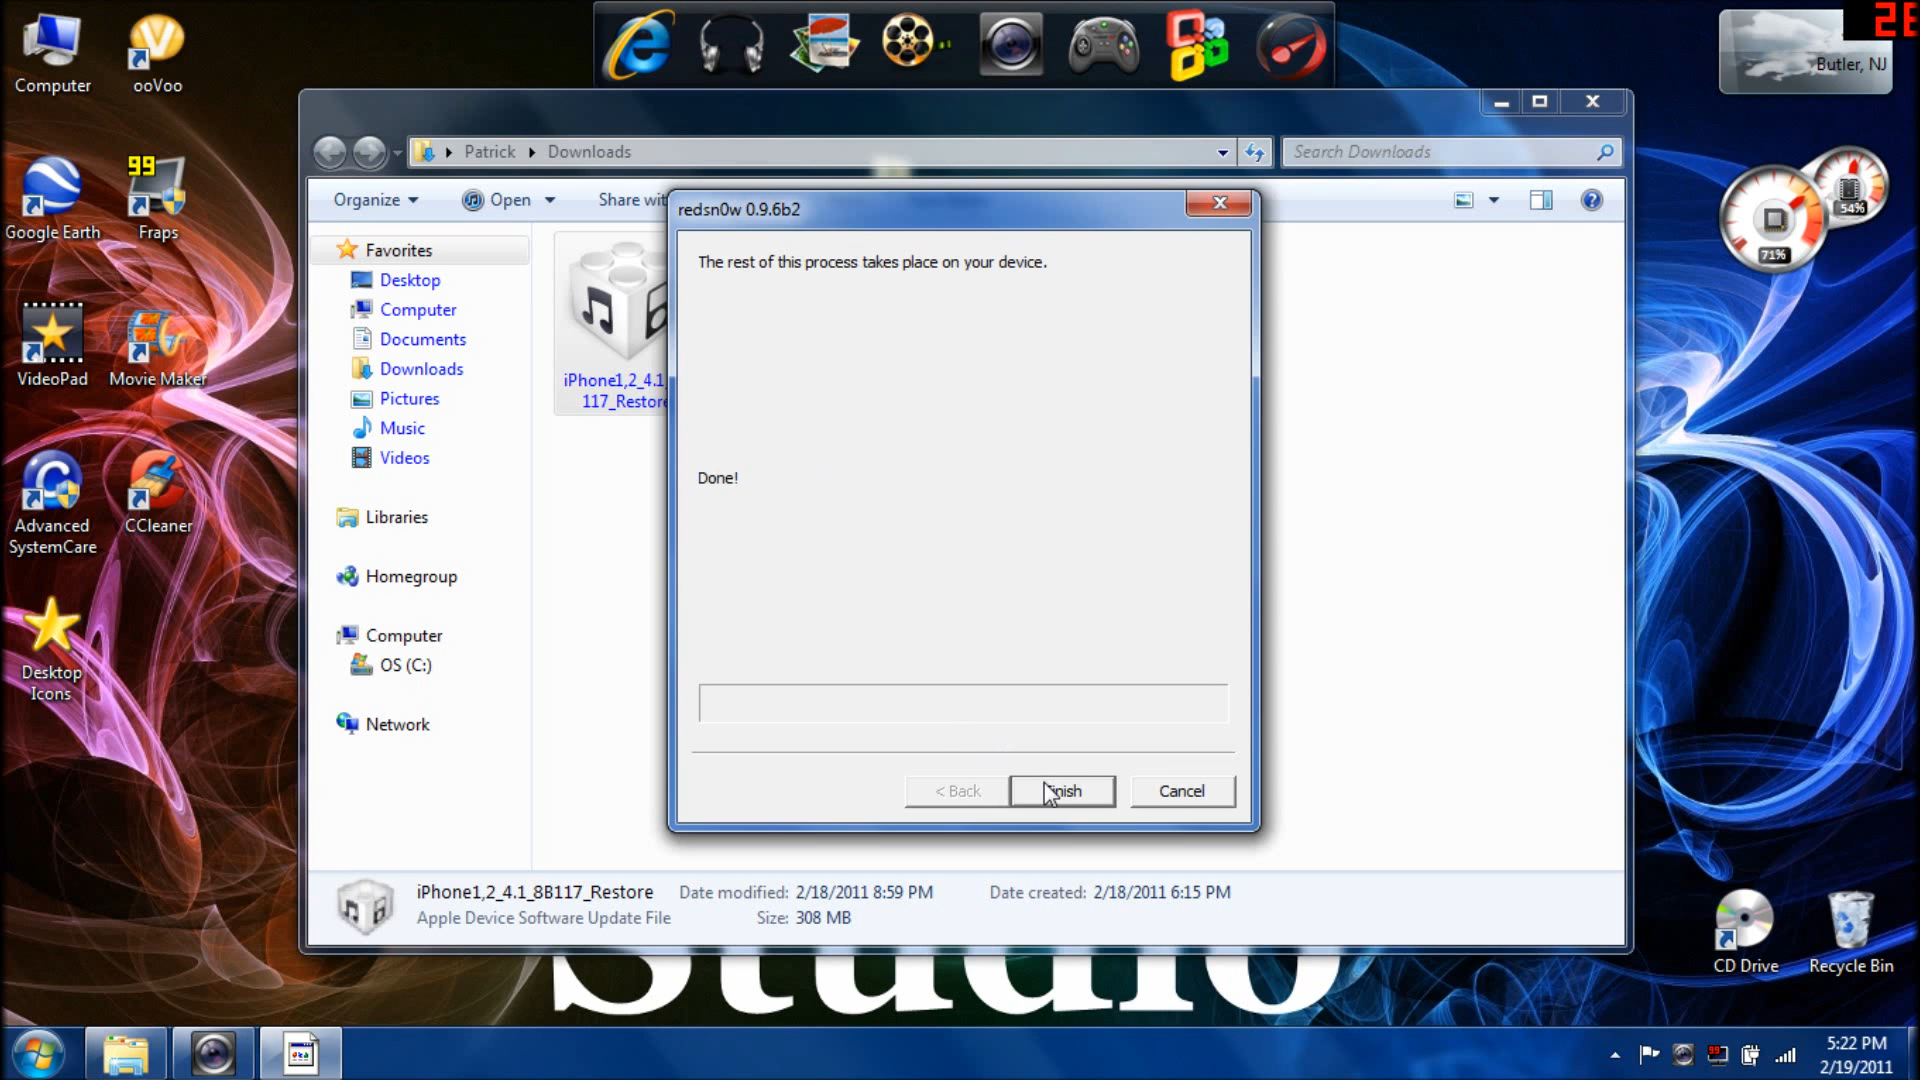 Computer
ooVoo
Google Earth
99
Fraps
VideoPad
Movie Maker
Advanced
SystemCare
CCleaner
Desktop
Icons
Butler, NJ
54%
71%
Patrick
Downloads
Search Downloads
Organize
Open
Favorites
Desktop
Computer
Documents
Downloads
Pictures
Music
Videos
Libraries
Homegroup
Computer
OS (C:)
Network
iPhone1,2_4.1_
117_Restore
redsn0w 0.9.6b2
The rest of this process takes place on your device.
Done!
< Back
Cancel
iPhone1,2_4.1_8B117_Restore
Date modified: 2/18/2011 8:59 PM
Date created: 2/18/2011 6:15 PM
Apple Device Software Update File
Size: 308 MB
Studio
CD Drive
Recycle Bin
99
5:22 PM
2/19/2011